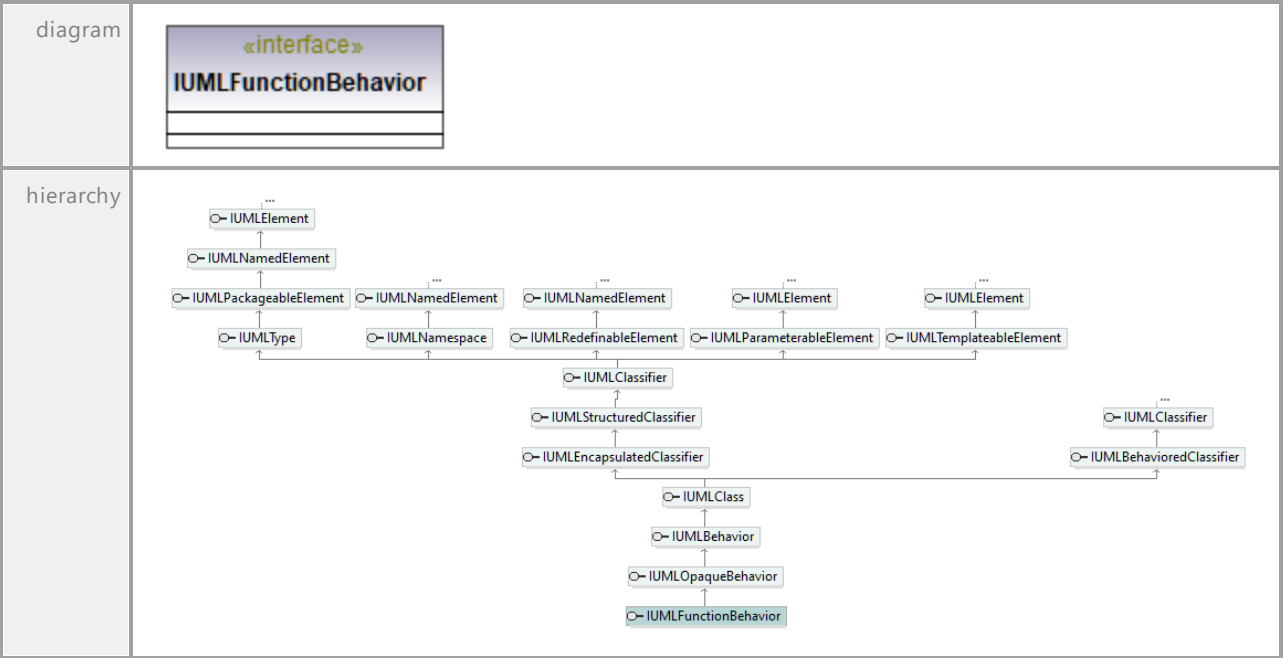 diagram
«interface»
IUMLFunctionBehavior
hierarchy
...
IUMLElement
IUMLNamedElement
... ... ... ...
IUMLPackageableElement IUMLNamedElement IUMLNamedElement IUMLElement IUMLElement
IUMLType IUMLNamespace IUMLRedefinableElement IUMLParameterableElement IUMLTemplateableElement
IUMLClassifier
...
IUMLStructuredClassifier IUMLClassifier
IUMLEncapsulatedClassifier IUMLBehavioredClassifier
IUMLClass
IUMLBehavior
IUMLOpaqueBehavior
IUMLFunctionBehavior